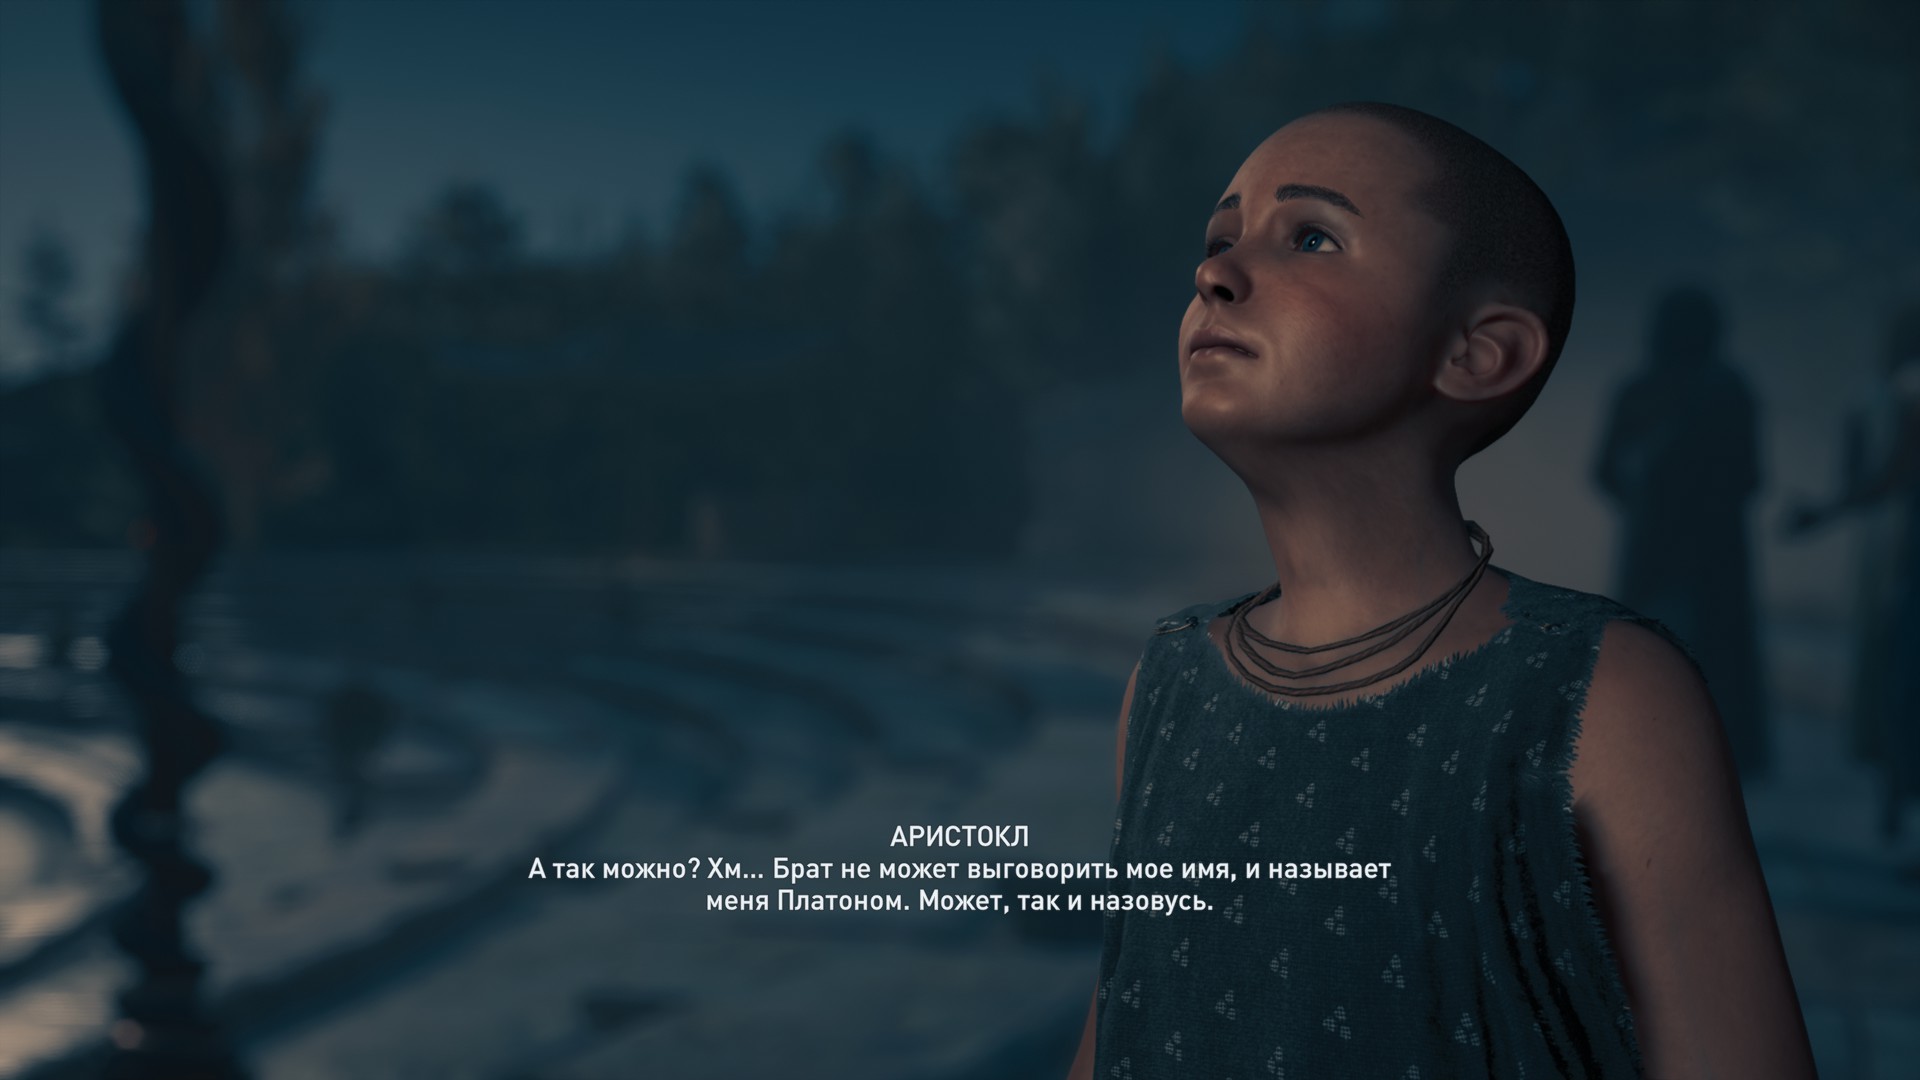 АРИСТОКЛ
А так можно? Хм... Брат не может выговорить мое имя, и называет
меня Платоном. Может, так и назовусь.